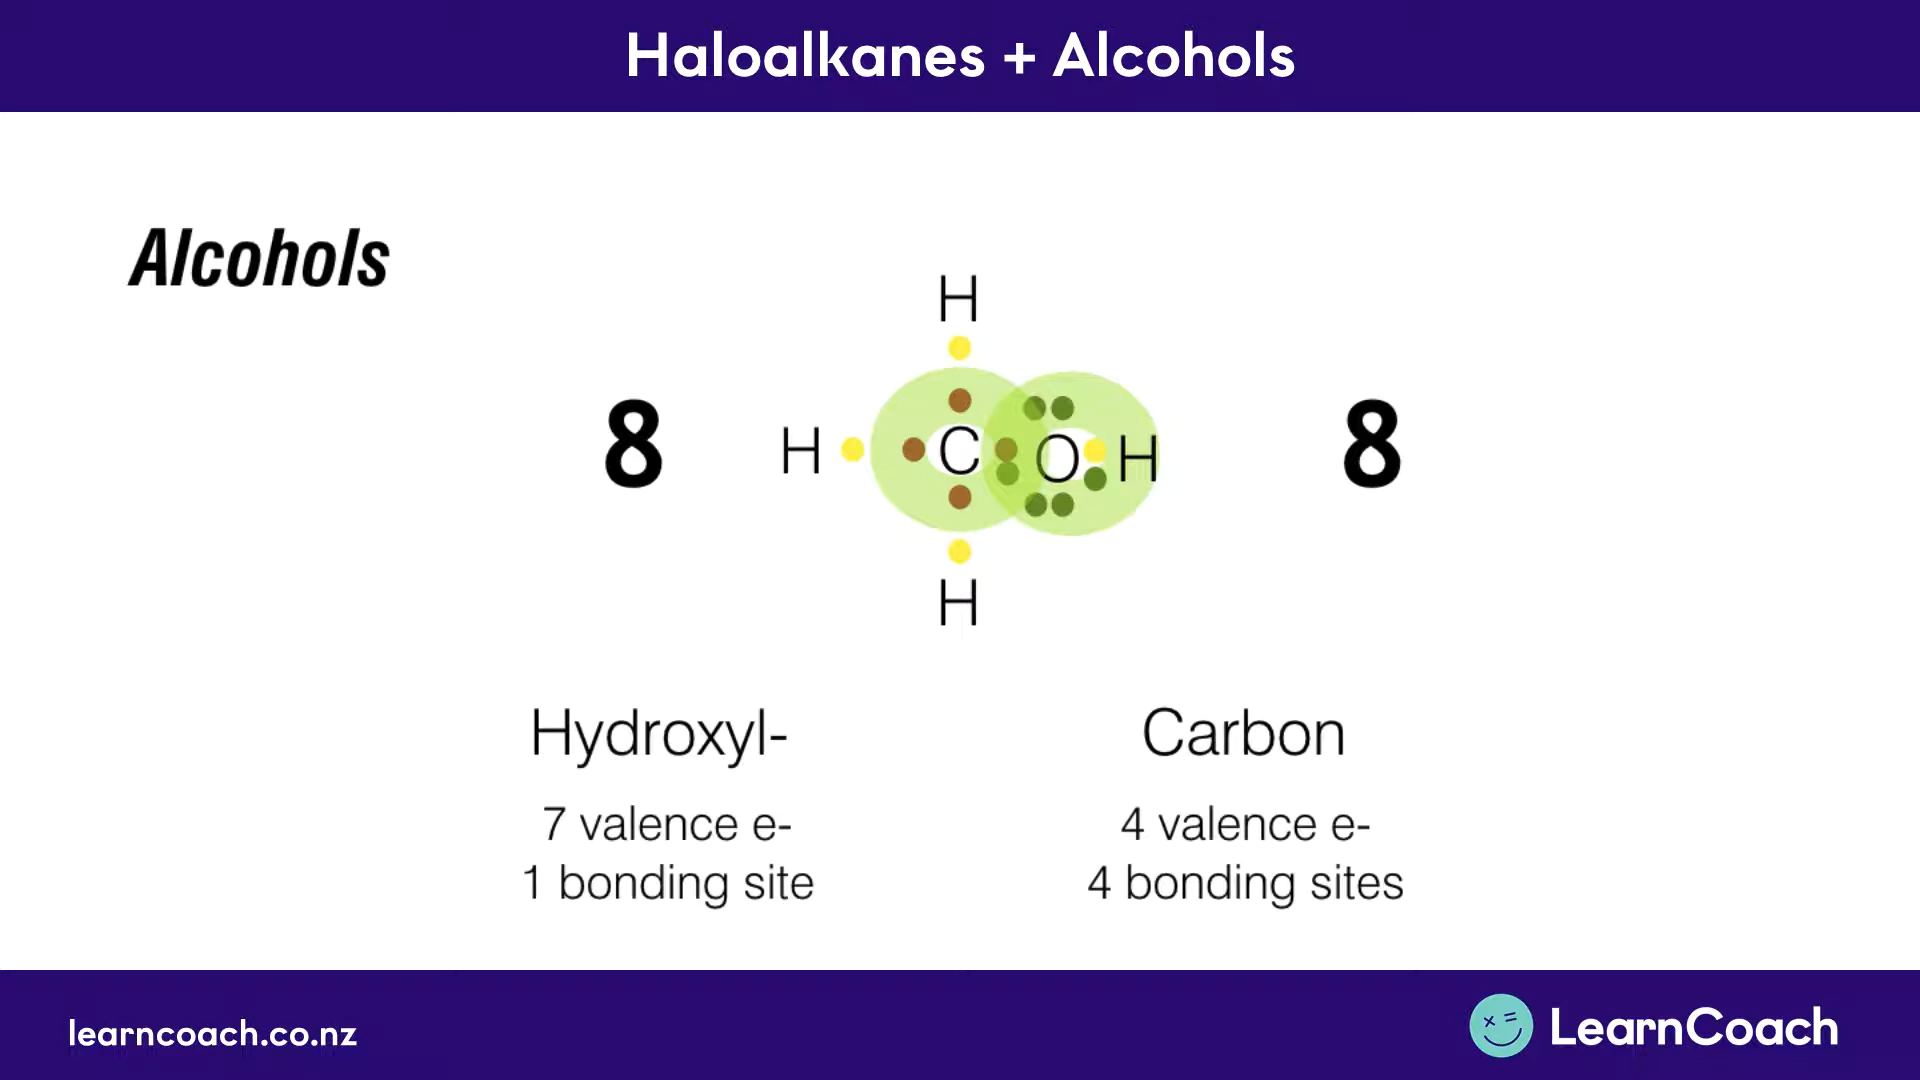 Haloalkanes + Alcohols
Alcohols
H
8
H C O H
8
H
Hydroxyl-
7 valence e-
1 bonding site
Carbon
4 valence e-
4 bonding sites
learncoach.co.nz
LearnCoach